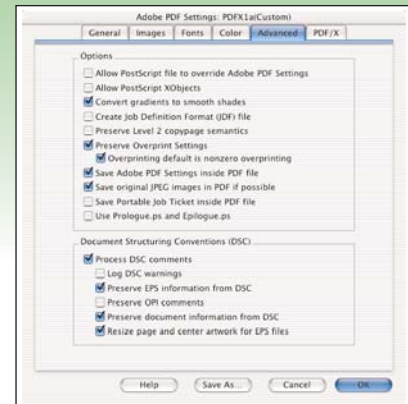 Adobe PDF Settings: PDFX1a(Custom)
General Images Fonts Color Advanced PDF/X
Options
Allow PostScript file to override Adobe PDF Settings
Allow PostScript XObjects
Convert gradients to smooth shades
Create Job Definition Format (JDF) file
Preserve Level 2 copypage semantics
Preserve Overprint Settings
Overprinting default is nonzero overprinting
Save Adobe PDF Settings inside PDF file
Save original JPEG images in PDF if possible
Save Portable Job Ticket inside PDF file
Use Prologue.ps and Epilogue.ps
Document Structuring Conventions (DSC)
Process DSC comments
Log DSC warnings
Preserve EPS information from DSC
Preserve OPI comments
Preserve document information from DSC
Resize page and center artwork for EPS files
Help Save As... Cancel OK